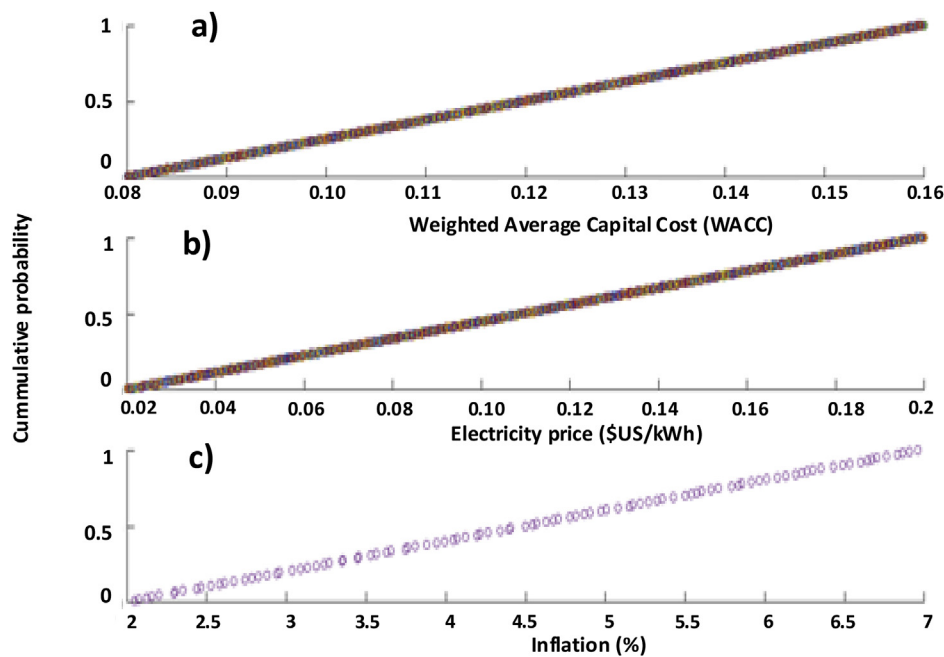 a)
1
0.5
0
0.08 0.09 0.10 0.11 0.12 0.13 0.14 0.15 0.16
Weighted Average Capital Cost (WACC)
b)
1
0.5
0
0.02 0.04 0.06 0.08 0.10 0.12 0.14 0.16 0.18 0.2
Electricity price ($US/kWh)
c)
1
0.5
0
2 2.5 3 3.5 4 4.5 5 5.5 6 6.5 7
Inflation (%)
Cummulative probability